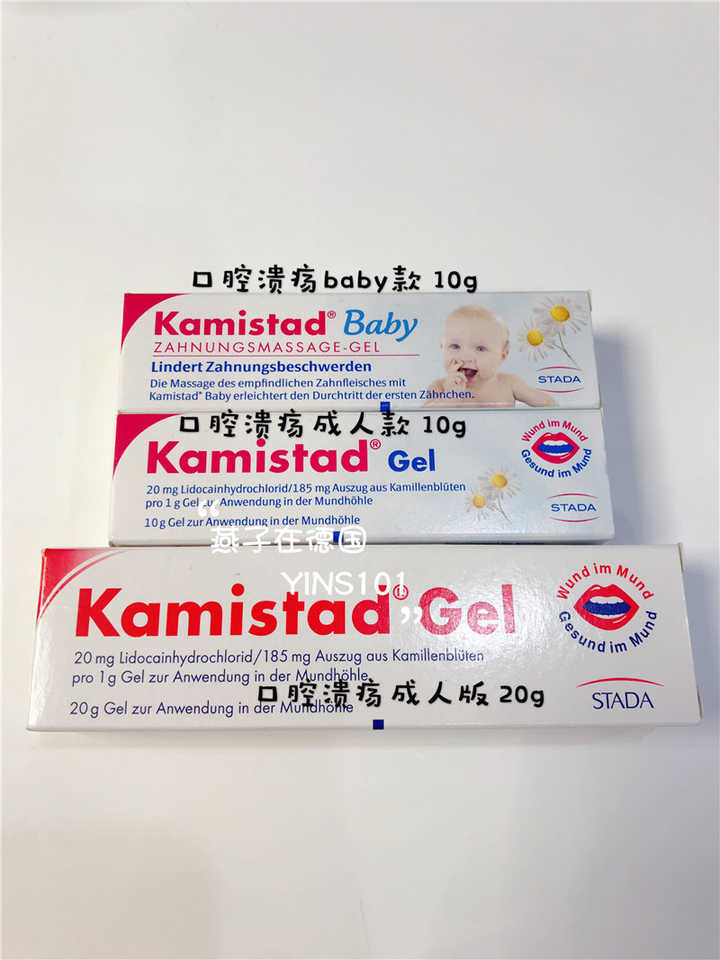 口腔溃疡baby款 10g
Kamistad® Baby
ZAHNUNGSMASSAGE-GEL
Lindert Zahnungsbeschwerden
Die Massage des empfindlichen Zahnfleisches mit
Kamistad® Baby erleichtert den Durchtritt der ersten Zähnchen.
STADA
口腔溃疡成人款 10g
Kamistad® Gel
20 mg Lidocainhydrochlorid/185 mg Auszug aus Kamillenblüten
pro 1 g Gel zur Anwendung in der Mundhöhle
10 g Gel zur Anwendung in der Mundhöhle
Wund im Mund
Gesund im Mund
STADA
“燕子在德国
YINS101”
Kamistad® Gel
20 mg Lidocainhydrochlorid/185 mg Auszug aus Kamillenblüten
pro 1 g Gel zur Anwendung in der Mundhöhle
20 g Gel zur Anwendung in der Mundhöhle
口腔溃疡成人版 20g
Wund im Mund
Gesund im Mund
STADA